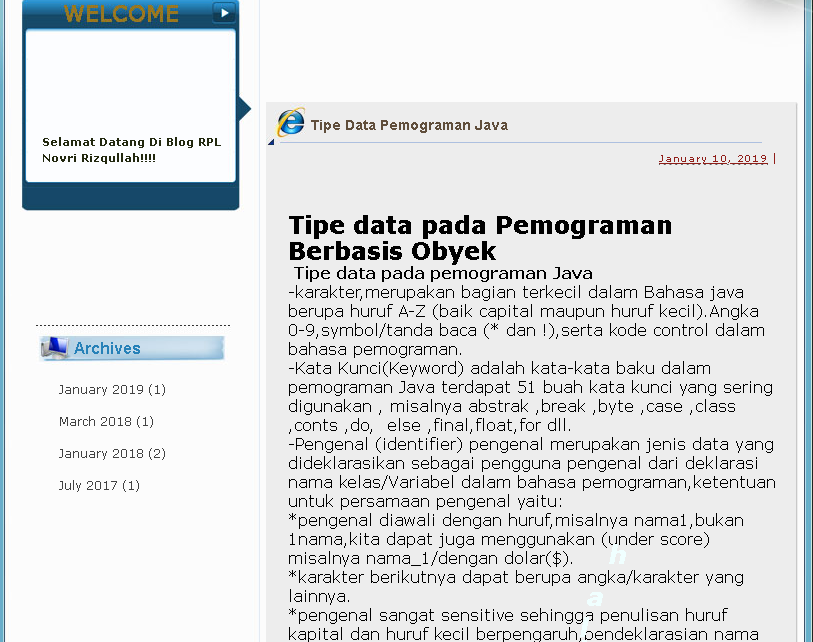 WELCOME
Selamat Datang Di Blog RPL
Novri Rizqullah!!!!
Archives
January 2019 (1)
March 2018 (1)
January 2018 (2)
July 2017 (1)
Tipe Data Pemograman Java
January 10, 2019 |
Tipe data pada Pemograman
Berbasis Obyek
Tipe data pada pemograman Java
-karakter,merupakan bagian terkecil dalam Bahasa java
berupa huruf A-Z (baik capital maupun huruf kecil).Angka
0-9,symbol/tanda baca (* dan !),serta kode control dalam
bahasa pemograman.
-Kata Kunci(Keyword) adalah kata-kata baku dalam
pemograman Java terdapat 51 buah kata kunci yang sering
digunakan , misalnya abstrak ,break ,byte ,case ,class
,conts ,do,  else ,final,float,for dll.
-Pengenal (identifier) pengenal merupakan jenis data yang
dideklarasikan sebagai pengguna pengenal dari deklarasi
nama kelas/Variabel dalam bahasa pemograman,ketentuan
untuk persamaan pengenal yaitu:
*pengenal diawali dengan huruf,misalnya nama1,bukan
1nama,kita dapat juga menggunakan (under score)
misalnya nama_1/dengan dolar($).
h
*karakter berikutnya dapat berupa angka/karakter yang
lainnya.
a
*pengenal sangat sensitive sehingga penulisan huruf
kapital dan huruf kecil berpengaruh,pendeklarasian nama